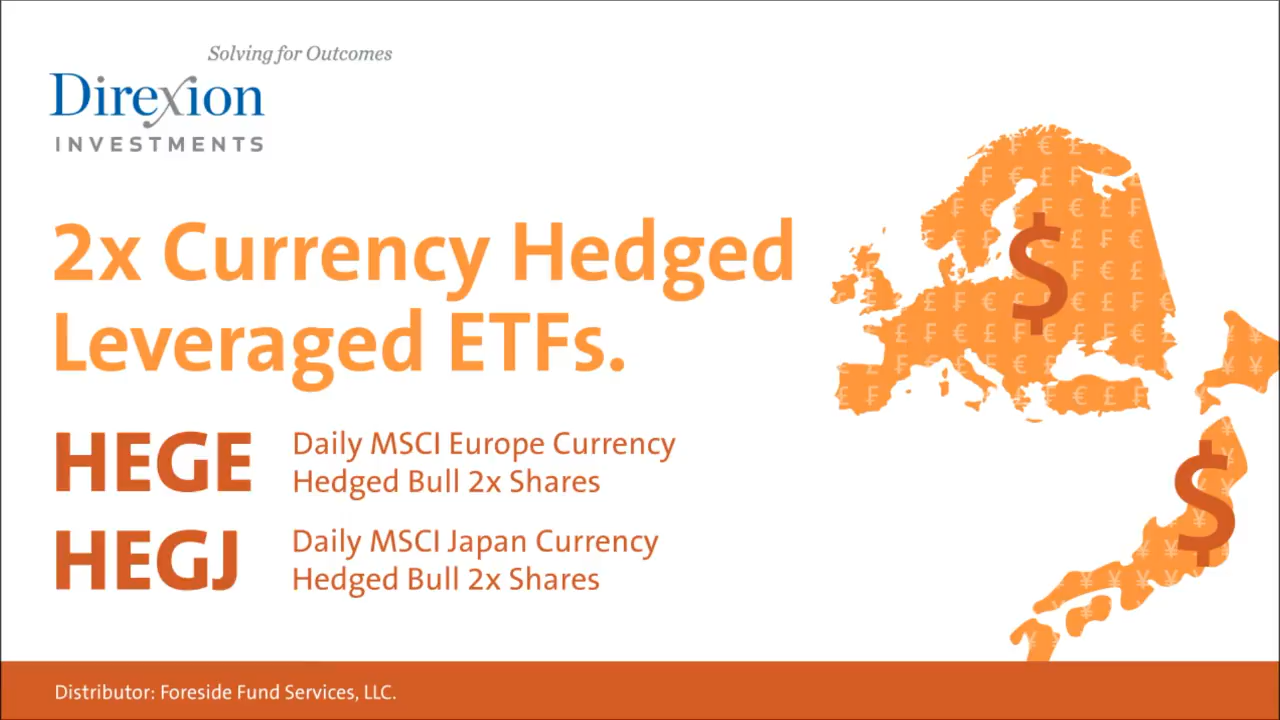 Solving for Outcomes
Direxion
INVESTMENTS
2x Currency Hedged
Leveraged ETFs.
HEGE
Daily MSCI Europe Currency
Hedged Bull 2x Shares
HEGJ
Daily MSCI Japan Currency
Hedged Bull 2x Shares
$
$
Distributor: Foreside Fund Services, LLC.